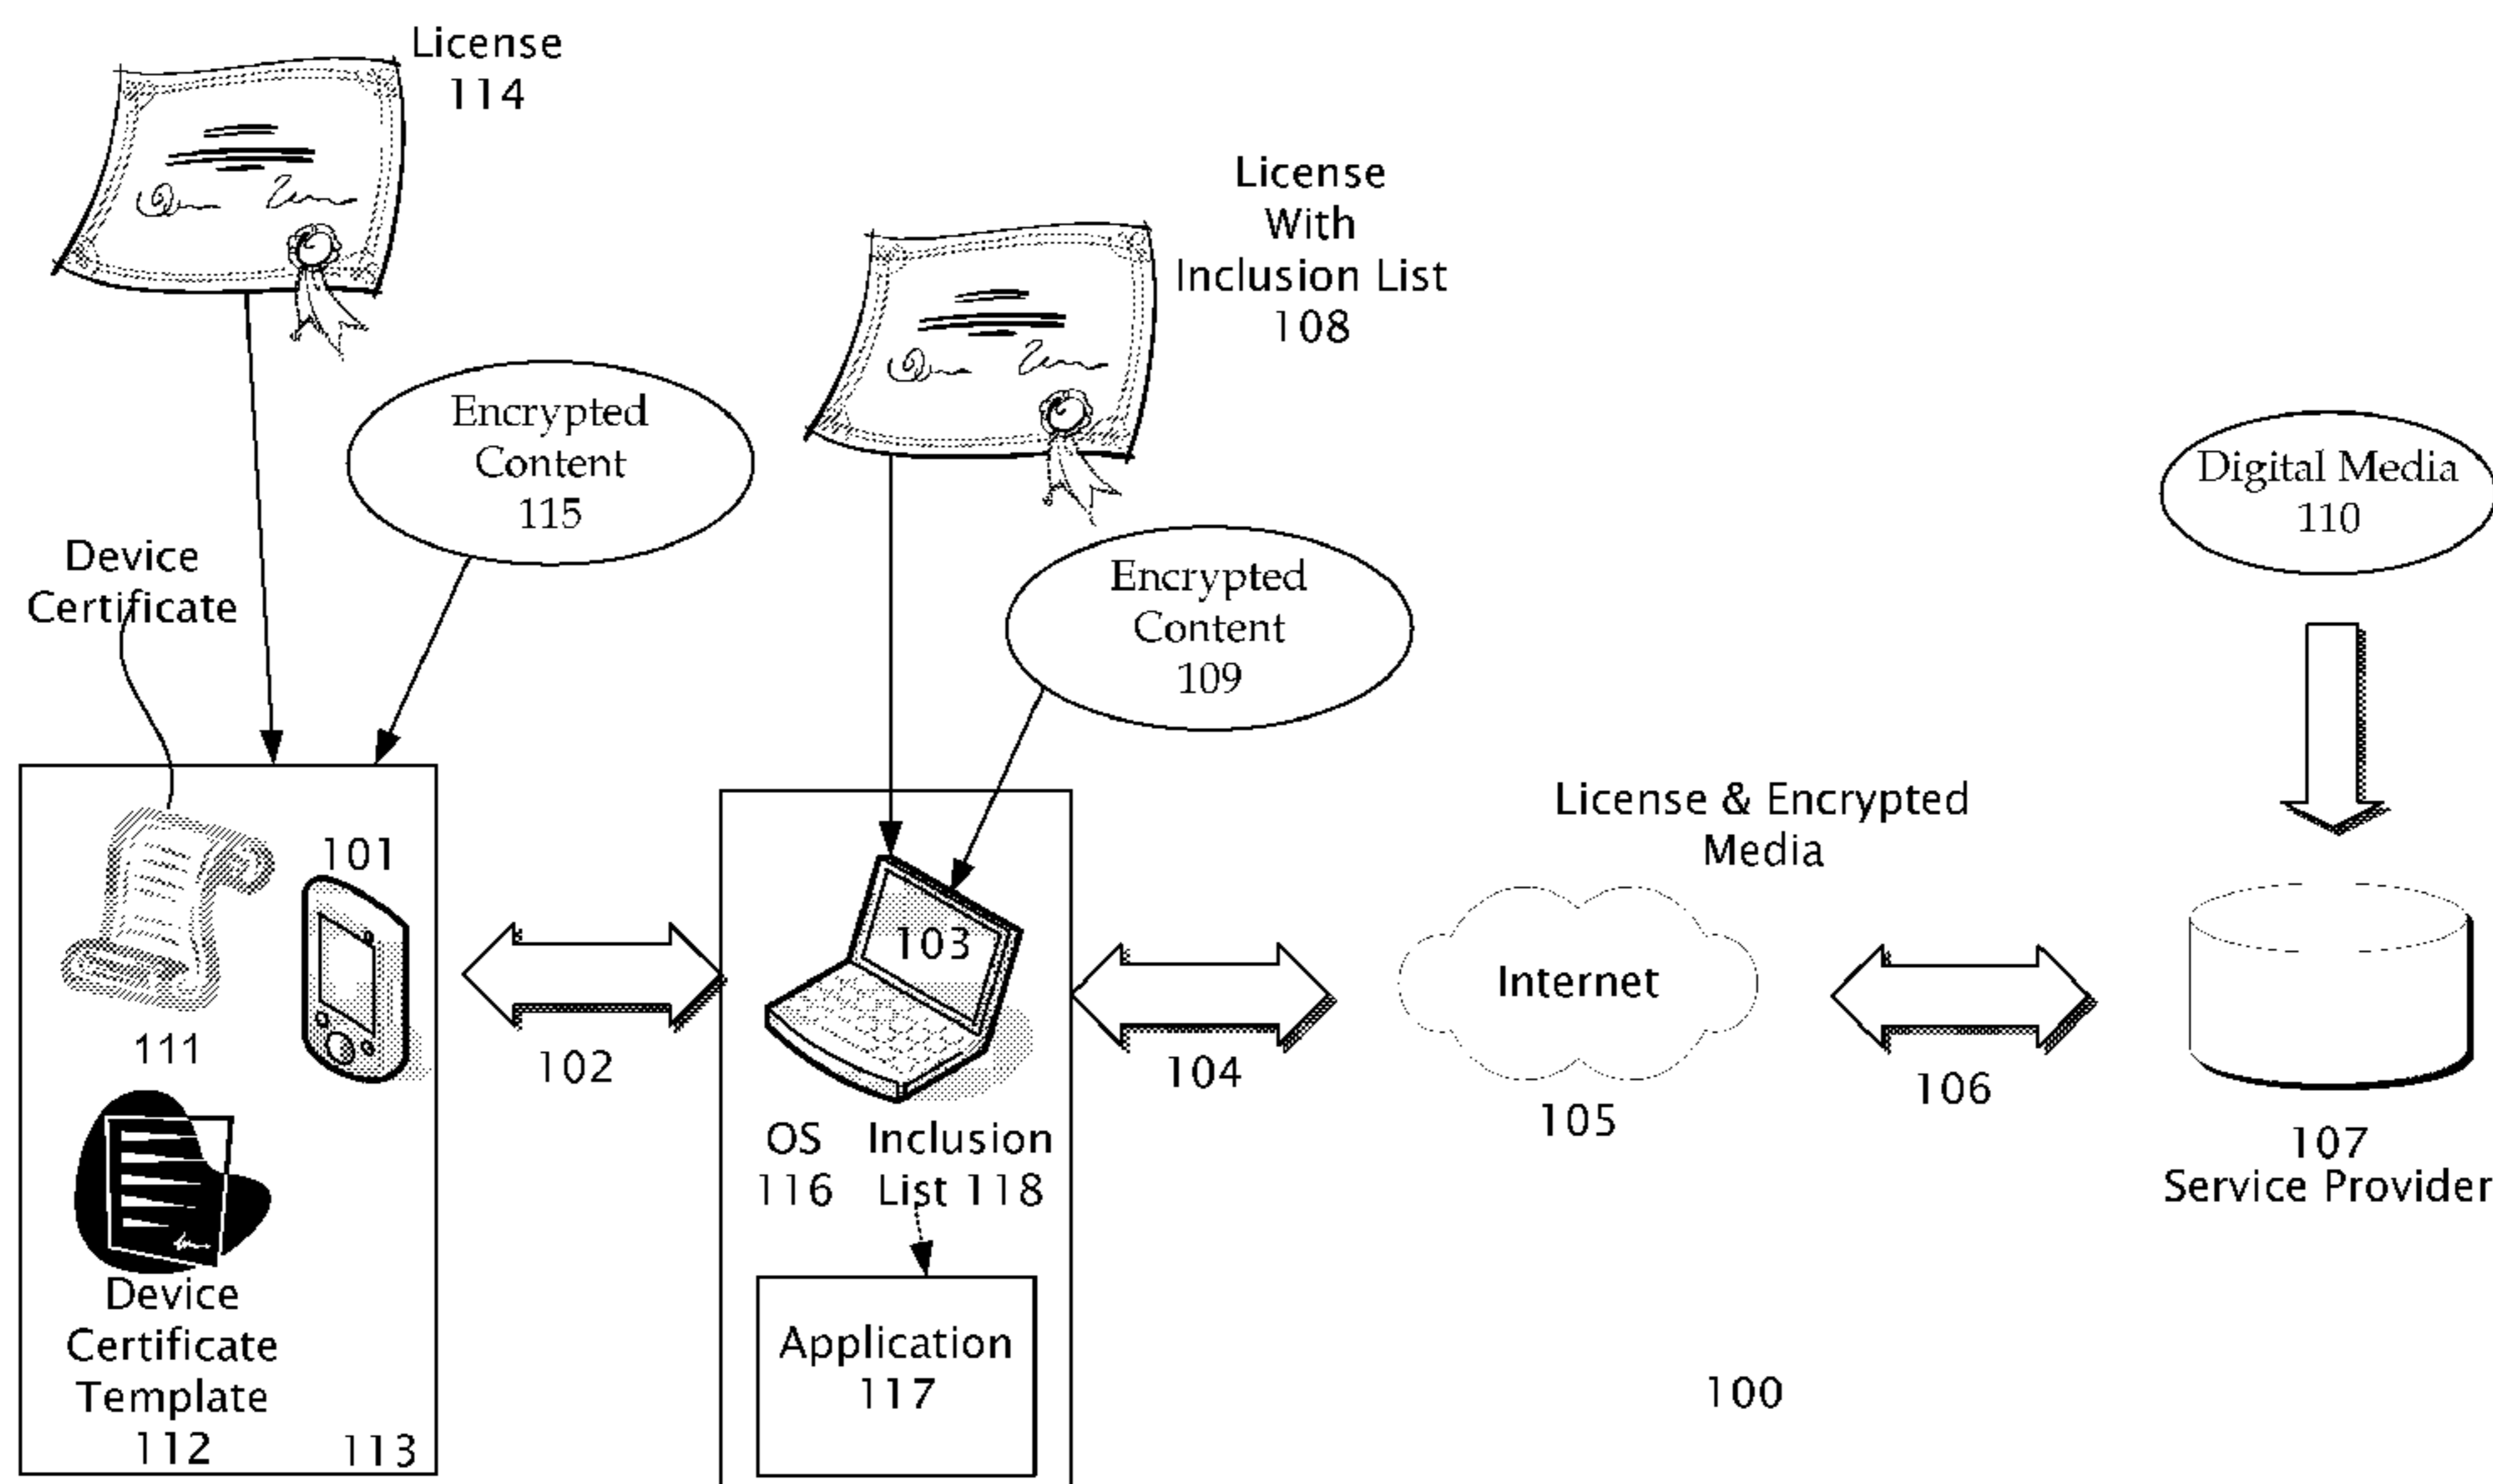 License
114
License
With
Inclusion List
108
Encrypted
Content
115
Digital Media
110
Device
Certificate
Encrypted
Content
109
License & Encrypted
Media
101
103
Internet
111
102
104
105
106
107
Service Provider
OS
116
Inclusion
List 118
Device
Certificate
Template
112
113
Application
117
100